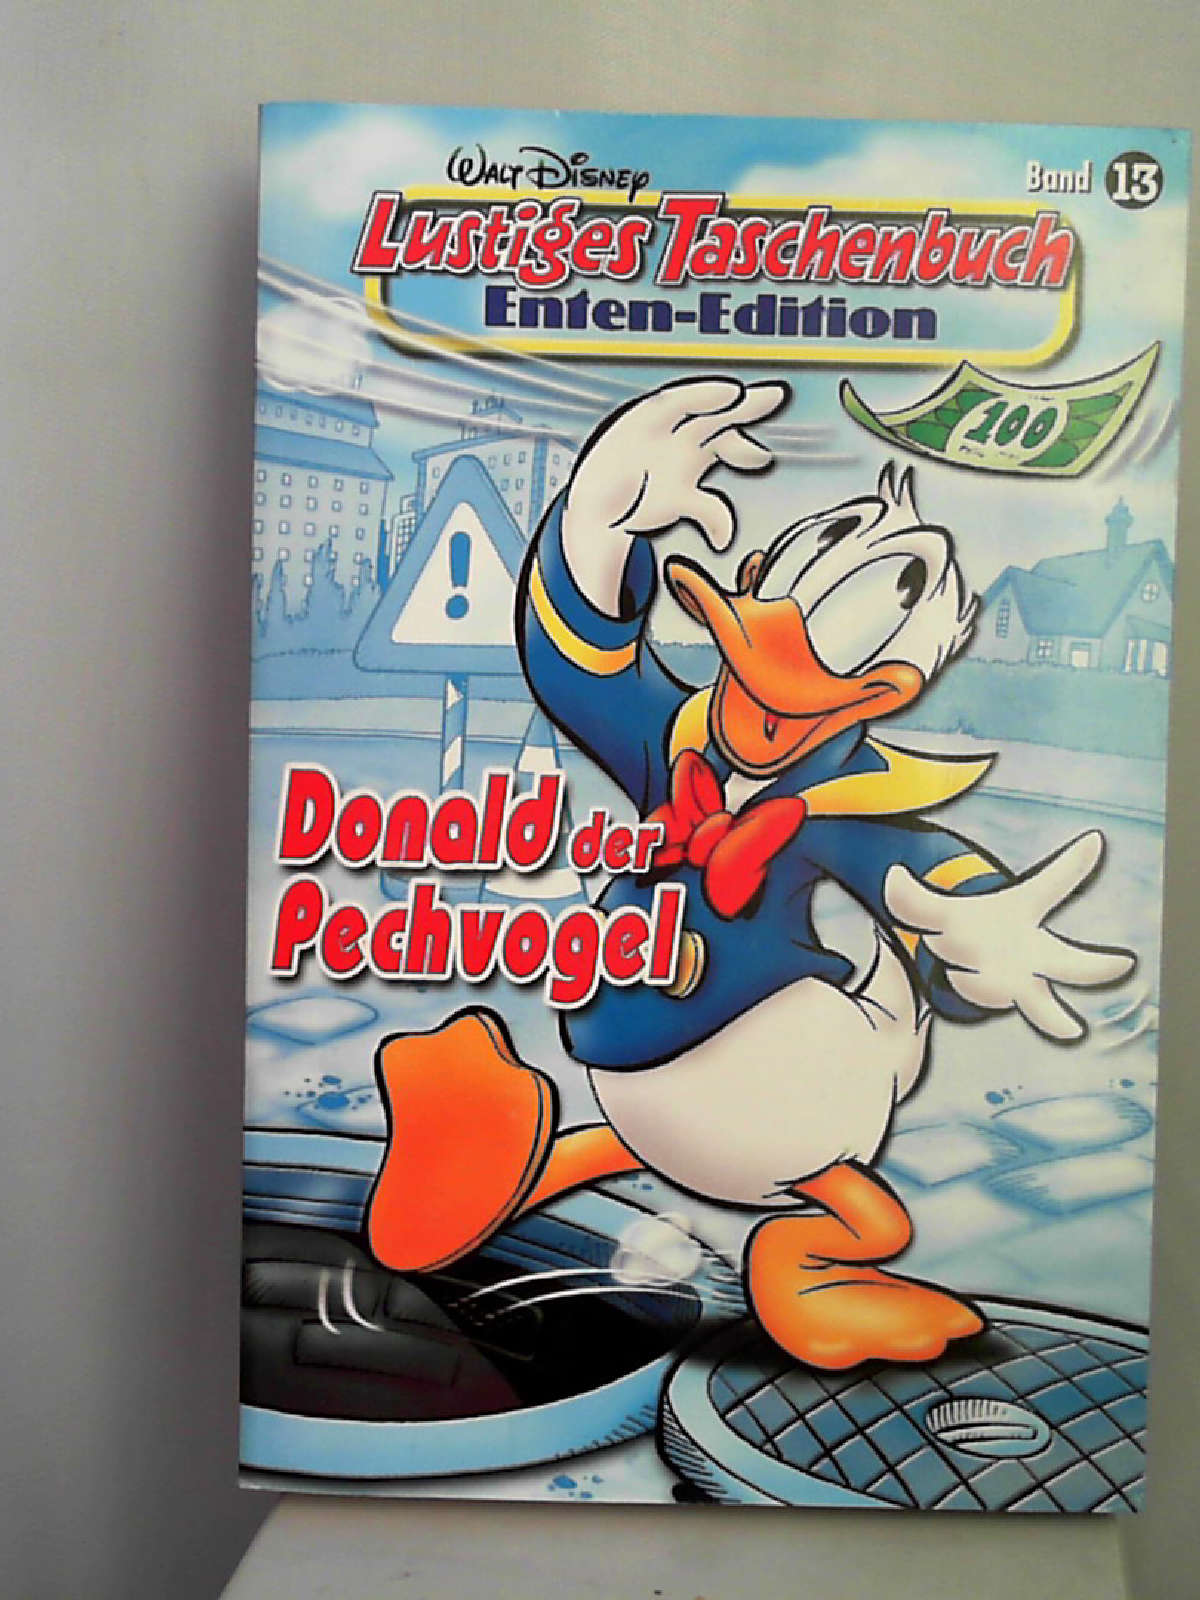 Walt Disney
Band 13
Lustiges Taschenbuch
Enten-Edition
100
!
Donald der
Pechvogel